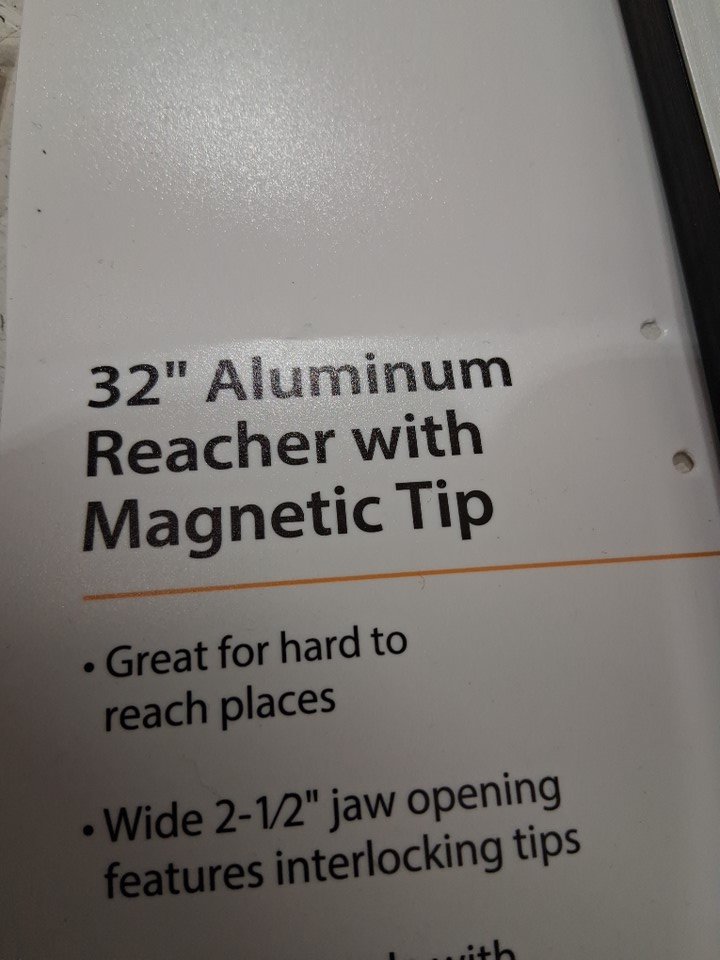 32" Aluminum
Reacher with
Magnetic Tip
• Great for hard to
reach places
• Wide 2-1/2" jaw opening
features interlocking tips
with